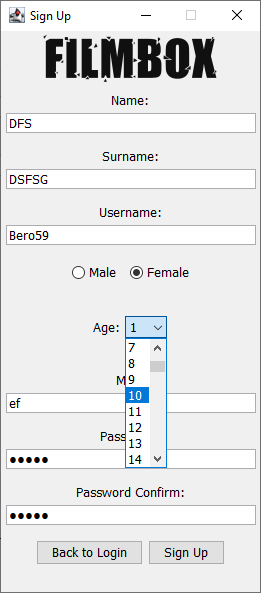 Sign Up
FILMBOX
Name:
DFS
Surname:
DSFSG
Username:
Bero59
Male Female
Age: 1
7
8
9
10
11
12
13
14
M
ef
Pass
Password Confirm:
Back to Login Sign Up